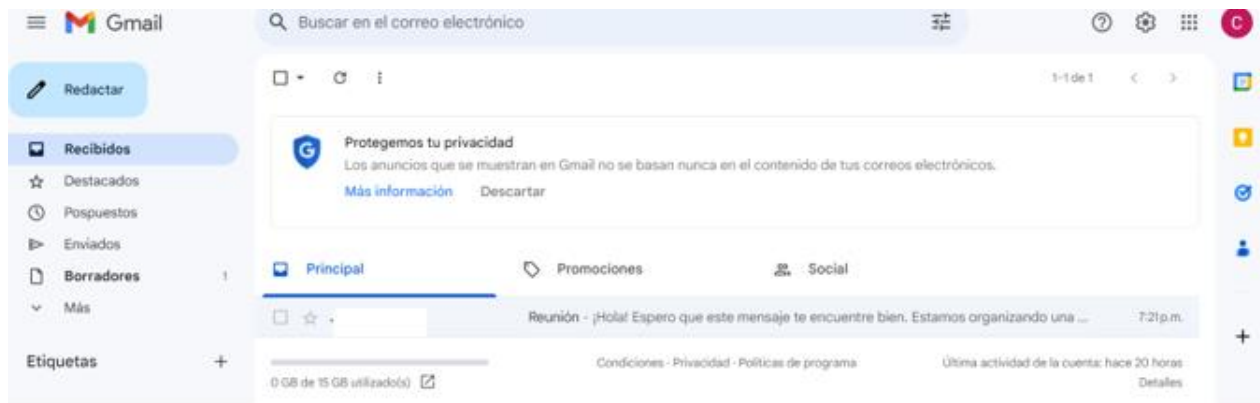 Gmail
Buscar en el correo electrónico
C
Redactar
1-1 de 1
Recibidos
Destacados
Pospuestos
Enviados
Borradores 1
Más
Etiquetas +
G
Protegemos tu privacidad
Los anuncios que se muestran en Gmail no se basan nunca en el contenido de tus correos electrónicos.
Más información Descartar
Principal Promociones Social
Reunión - ¡Hola! Espero que este mensaje te encuentre bien. Estamos organizando una ... 7:21 p.m.
0 GB de 15 GB utilizado(s)
Condiciones · Privacidad · Políticas de programa
Última actividad de la cuenta: hace 20 horas
Detalles